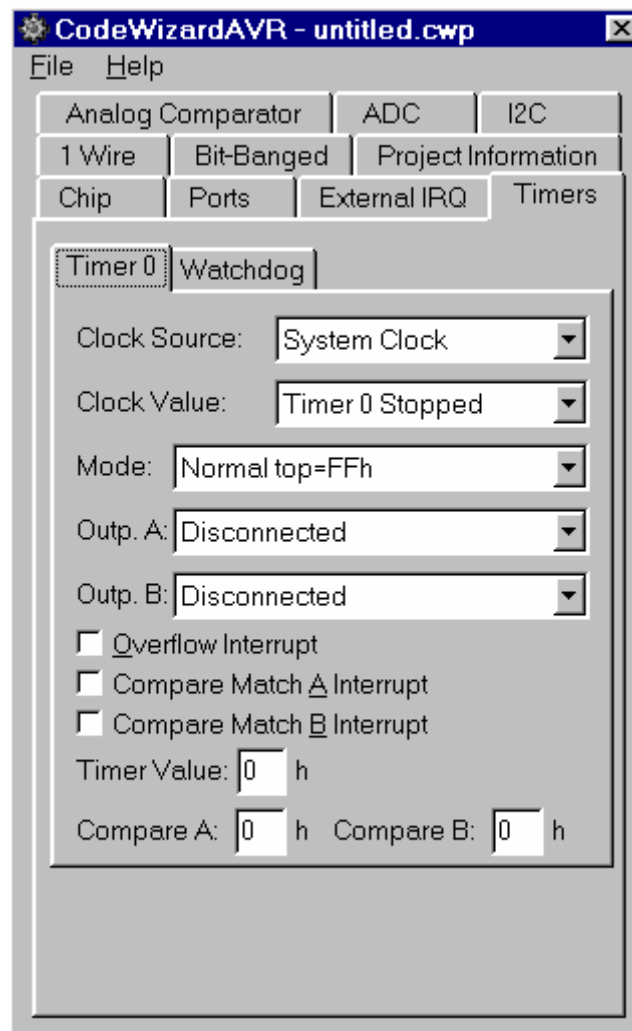 CodeWizardAVR - untitled.cwp
File Help
Analog Comparator ADC I2C
1 Wire Bit-Banged Project Information
Chip Ports External IRQ Timers
Timer 0 Watchdog
Clock Source: System Clock
Clock Value: Timer 0 Stopped
Mode: Normal top=FFh
Outp. A: Disconnected
Outp. B: Disconnected
Overflow Interrupt
Compare Match A Interrupt
Compare Match B Interrupt
Timer Value: 0 h
Compare A: 0 h Compare B: 0 h